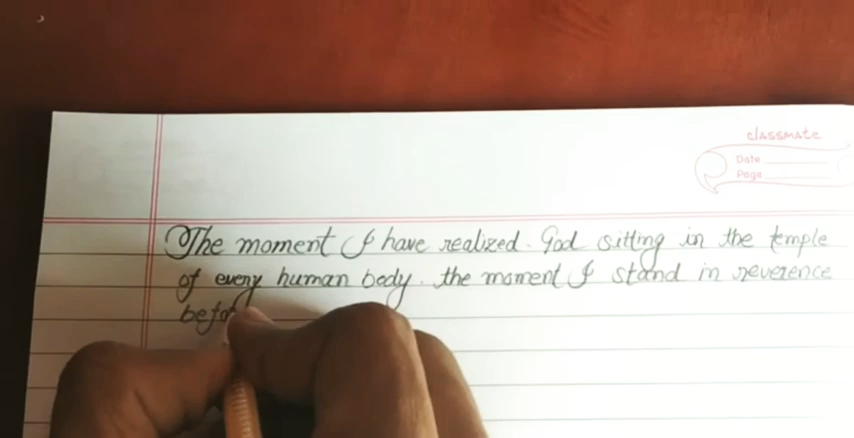 classmate
Date
Page
The moment I have realized. God sitting in the temple
of every human body. the moment I stand in reverence